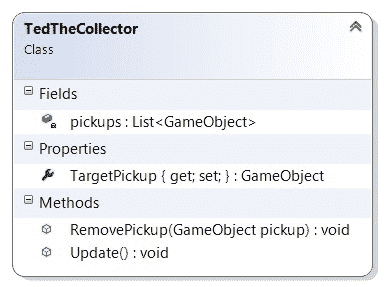 TedTheCollector
Class
Fields
pickups : List<GameObject>
Properties
TargetPickup { get; set; } : GameObject
Methods
RemovePickup(GameObject pickup) : void
Update() : void